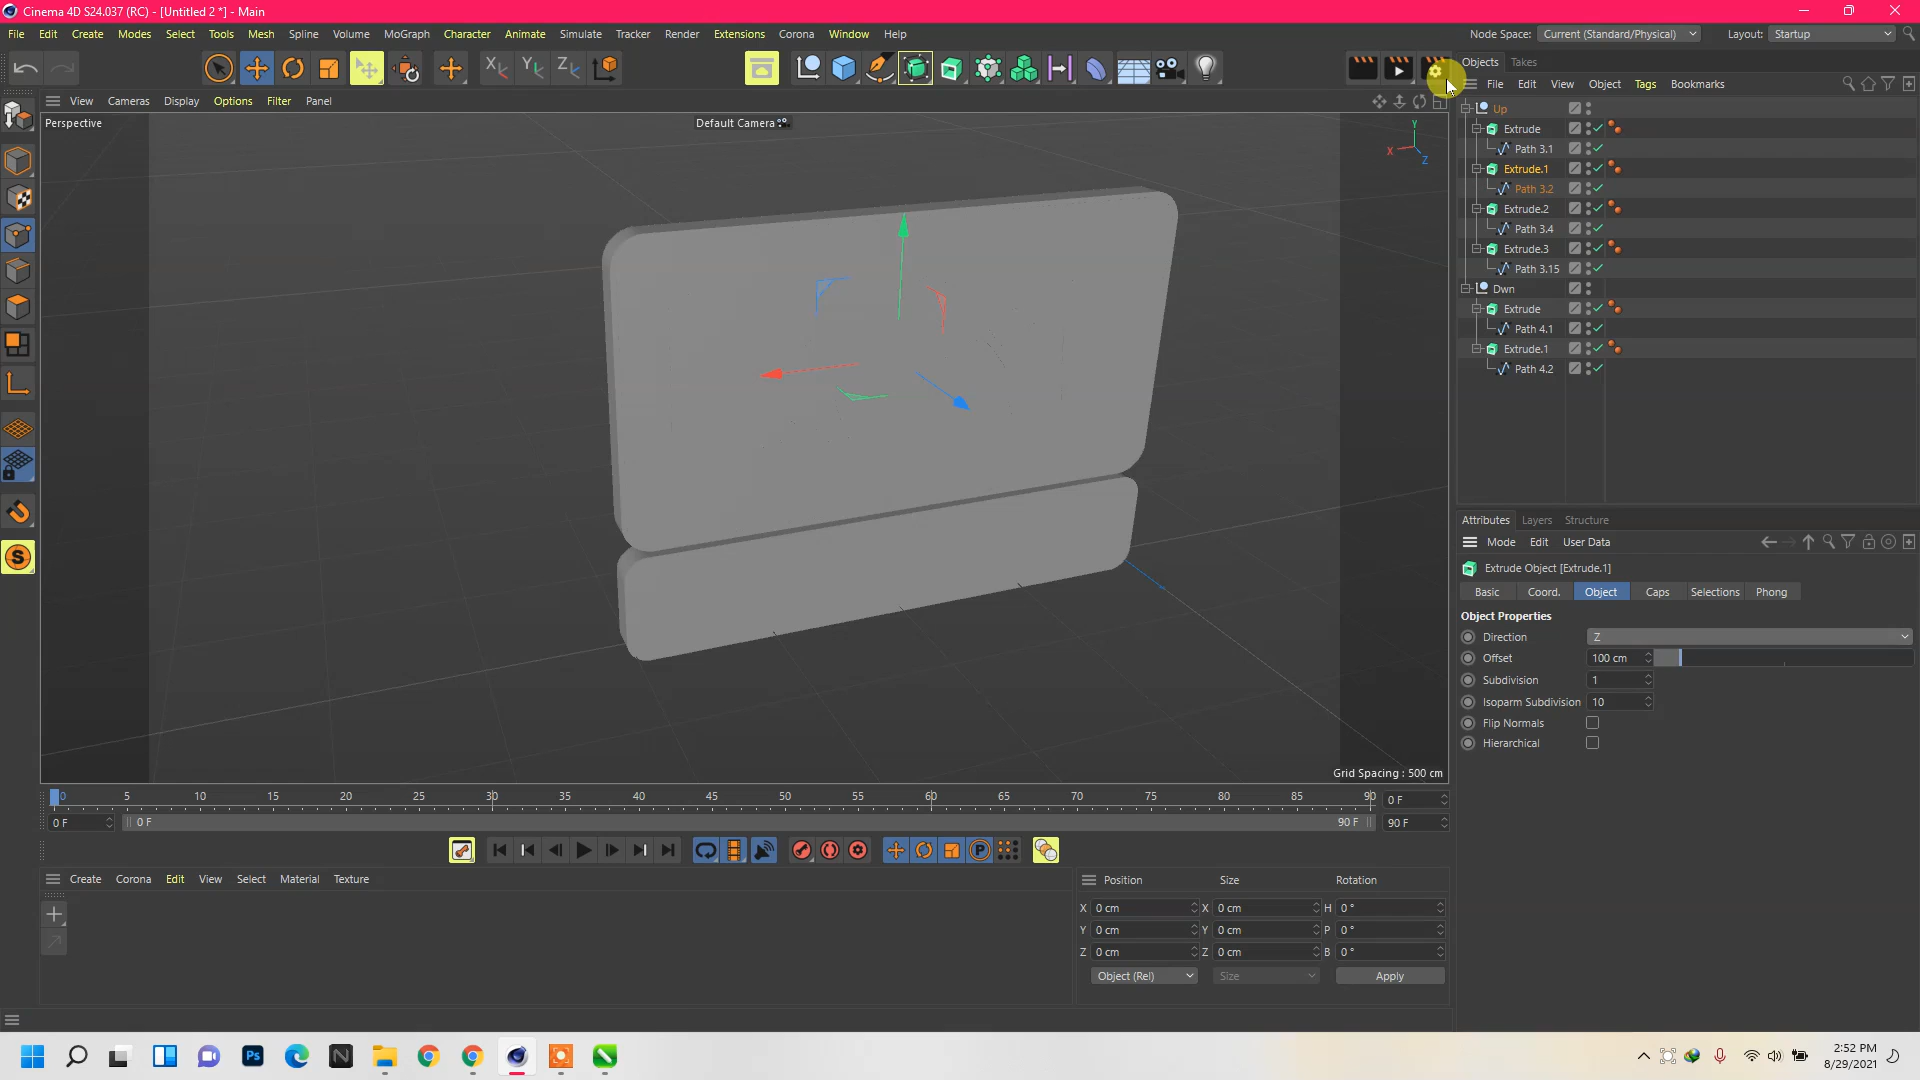 Cinema 4D S24.037 (RC) - [Untitled 2 *] - Main
File Edit Create Modes Select Tools Mesh Spline Volume MoGraph Character Animate Simulate Tracker Render Extensions Corona Window Help
Node Space: Current (Standard/Physical) Layout: Startup
Objects Takes
File Edit View Object Tags Bookmarks
View Cameras Display Options Filter Panel
Perspective
Default Camera
Y
X
Z
Up
Extrude
Path 3.1
Extrude.1
Path 3.2
Extrude.2
Path 3.4
Extrude.3
Path 3.15
Dwn
Extrude
Path 4.1
Extrude.1
Path 4.2
Attributes Layers Structure
Mode Edit User Data
Extrude Object [Extrude.1]
Basic Coord. Object Caps Selections Phong
Object Properties
Direction Z
Offset 100 cm
Subdivision 1
Isoparm Subdivision 10
Flip Normals
Hierarchical
Grid Spacing : 500 cm
0 5 10 15 20 25 30 35 40 45 50 55 60 65 70 75 80 85 90
0 F
0 F 0 F 90 F 90 F
Create Corona Edit View Select Material Texture
Position Size Rotation
X 0 cm X 0 cm H 0 °
Y 0 cm Y 0 cm P 0 °
Z 0 cm Z 0 cm B 0 °
Object (Rel) Size Apply
2:52 PM
8/29/2021